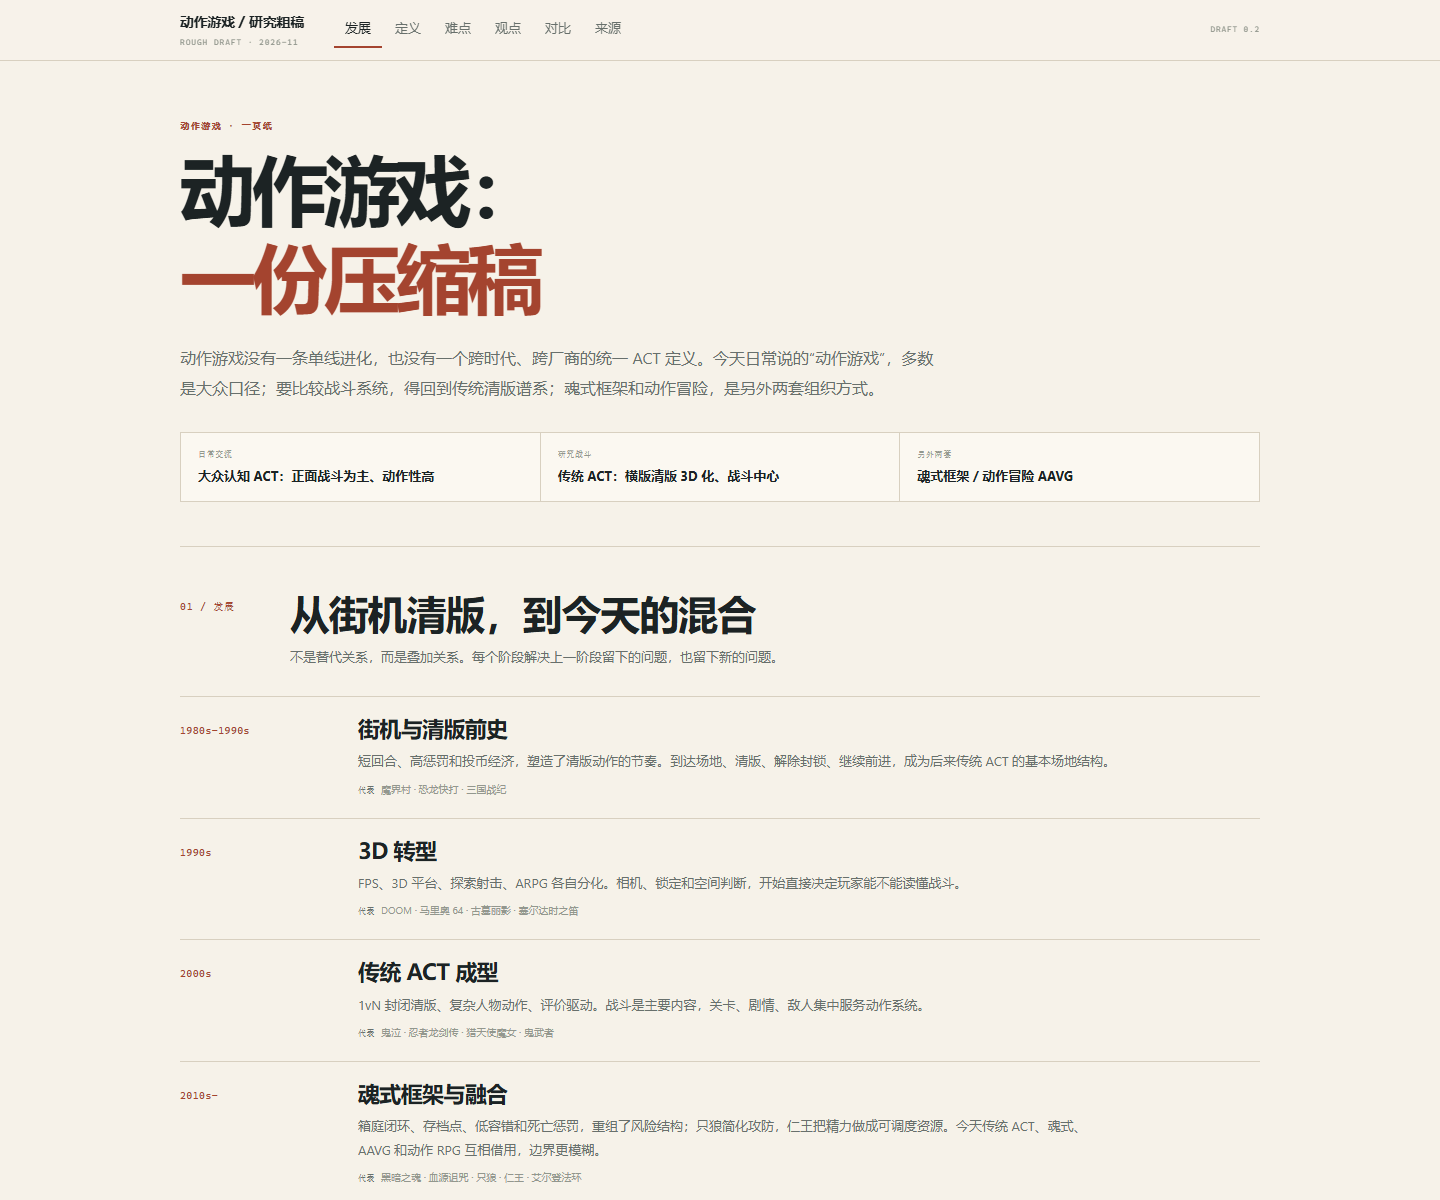 动作游戏 / 研究粗稿
ROUGH DRAFT · 2026-11
发展 定义 难点 观点 对比 来源
DRAFT 0.2
动作游戏 · 一页纸
动作游戏：
一份压缩稿
动作游戏没有一条单线进化，也没有一个跨时代、跨厂商的统一 ACT 定义。今天日常说的“动作游戏”，多数
是大众口径；要比较战斗系统，得回到传统清版谱系；魂式框架和动作冒险，是另外两套组织方式。
日常交流
大众认知 ACT：正面战斗为主、动作性高
研究战斗
传统 ACT：横版清版 3D 化、战斗中心
另外两套
魂式框架 / 动作冒险 AAVG
01 / 发展
从街机清版，到今天的混合
不是替代关系，而是叠加关系。每个阶段解决上一阶段留下的问题，也留下新的问题。
1980s–1990s
街机与清版前史
短回合、高惩罚和投币经济，塑造了清版动作的节奏。到达场地、清版、解除封锁、继续前进，成为后来传统 ACT 的基本场地结构。
代表 魔界村 · 恐龙快打 · 三国战纪
1990s
3D 转型
FPS、3D 平台、探索射击、ARPG 各自分化。相机、锁定和空间判断，开始直接决定玩家能不能读懂战斗。
代表 DOOM · 马里奥 64 · 古墓丽影 · 塞尔达时之笛
2000s
传统 ACT 成型
1vN 封闭清版、复杂人物动作、评价驱动。战斗是主要内容，关卡、剧情、敌人集中服务动作系统。
代表 鬼泣 · 忍者龙剑传 · 猎天使魔女 · 鬼武者
2010s–
魂式框架与融合
箱庭闭环、存档点、低容错和死亡惩罚，重组了风险结构；只狼简化攻防，仁王把精力做成可调度资源。今天传统 ACT、魂式、
AAVG 和动作 RPG 互相借用，边界更模糊。
代表 黑暗之魂 · 血源诅咒 · 只狼 · 仁王 · 艾尔登法环